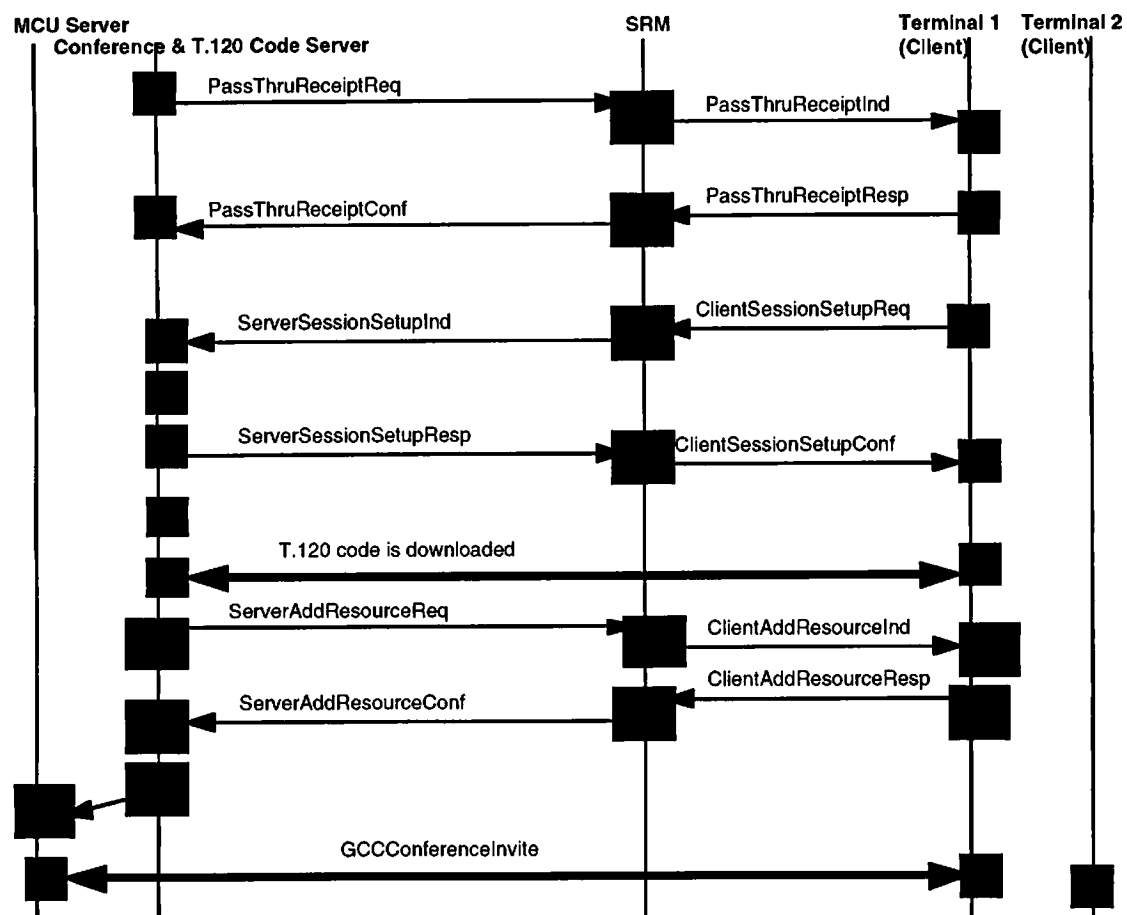 MCU Server
Conference & T.120 Code Server
SRM
Terminal 1
(Client)
Terminal 2
(Client)
PassThruReceiptReq
PassThruReceiptInd
PassThruReceiptResp
PassThruReceiptConf
ClientSessionSetupReq
ServerSessionSetupInd
ServerSessionSetupResp
ClientSessionSetupConf
T.120 code is downloaded
ServerAddResourceReq
ClientAddResourceInd
ClientAddResourceResp
ServerAddResourceConf
GCCConferenceInvite